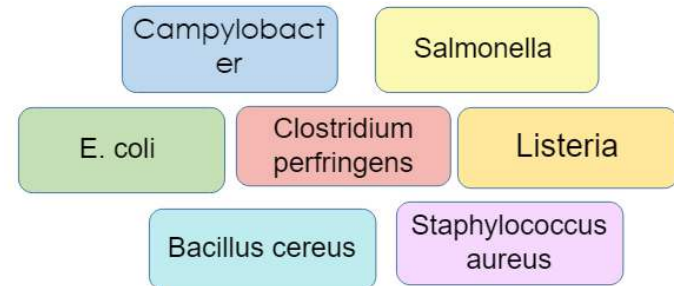 Campylobact
er
Salmonella
E. coli
Clostridium
perfringens
Listeria
Bacillus cereus
Staphylococcus
aureus